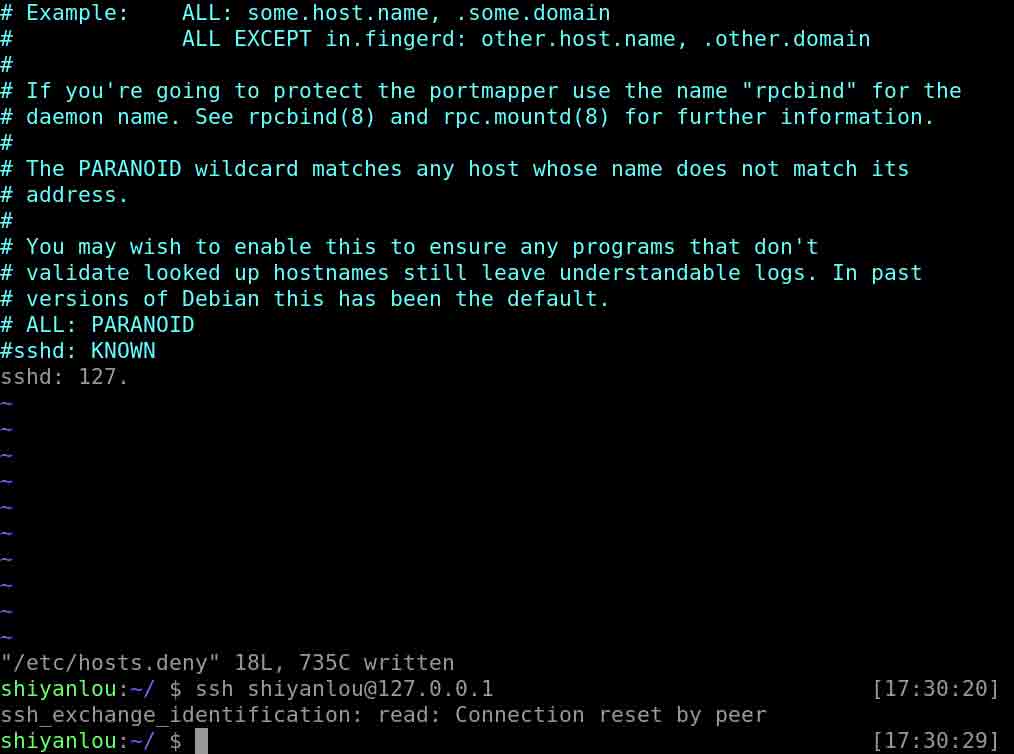 # Example:    ALL: some.host.name, .some.domain
#             ALL EXCEPT in.fingerd: other.host.name, .other.domain
#
# If you're going to protect the portmapper use the name "rpcbind" for the
# daemon name. See rpcbind(8) and rpc.mountd(8) for further information.
#
# The PARANOID wildcard matches any host whose name does not match its
# address.
#
# You may wish to enable this to ensure any programs that don't
# validate looked up hostnames still leave understandable logs. In past
# versions of Debian this has been the default.
# ALL: PARANOID
#sshd: KNOWN
sshd: 127.
~
~
~
~
~
~
~
~
~
~
"/etc/hosts.deny" 18L, 735C written
shiyanlou:~/ $ ssh shiyanlou@127.0.0.1                             [17:30:20]
ssh_exchange_identification: read: Connection reset by peer
shiyanlou:~/ $                                                     [17:30:29]